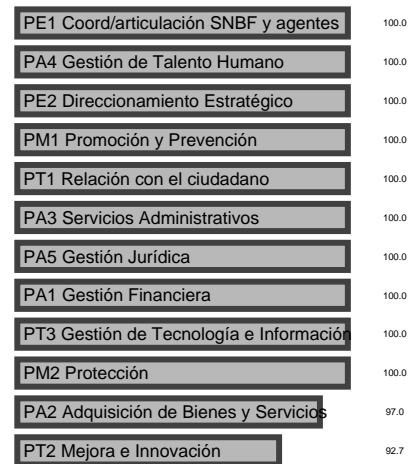 PE1 Coord/articulación SNBF y agentes 100.0
PA4 Gestión de Talento Humano 100.0
PE2 Direccionamiento Estratégico 100.0
PM1 Promoción y Prevención 100.0
PT1 Relación con el ciudadano 100.0
PA3 Servicios Administrativos 100.0
PA5 Gestión Jurídica 100.0
PA1 Gestión Financiera 100.0
PT3 Gestión de Tecnología e Información 100.0
PM2 Protección 100.0
PA2 Adquisición de Bienes y Servicios 97.0
PT2 Mejora e Innovación 92.7